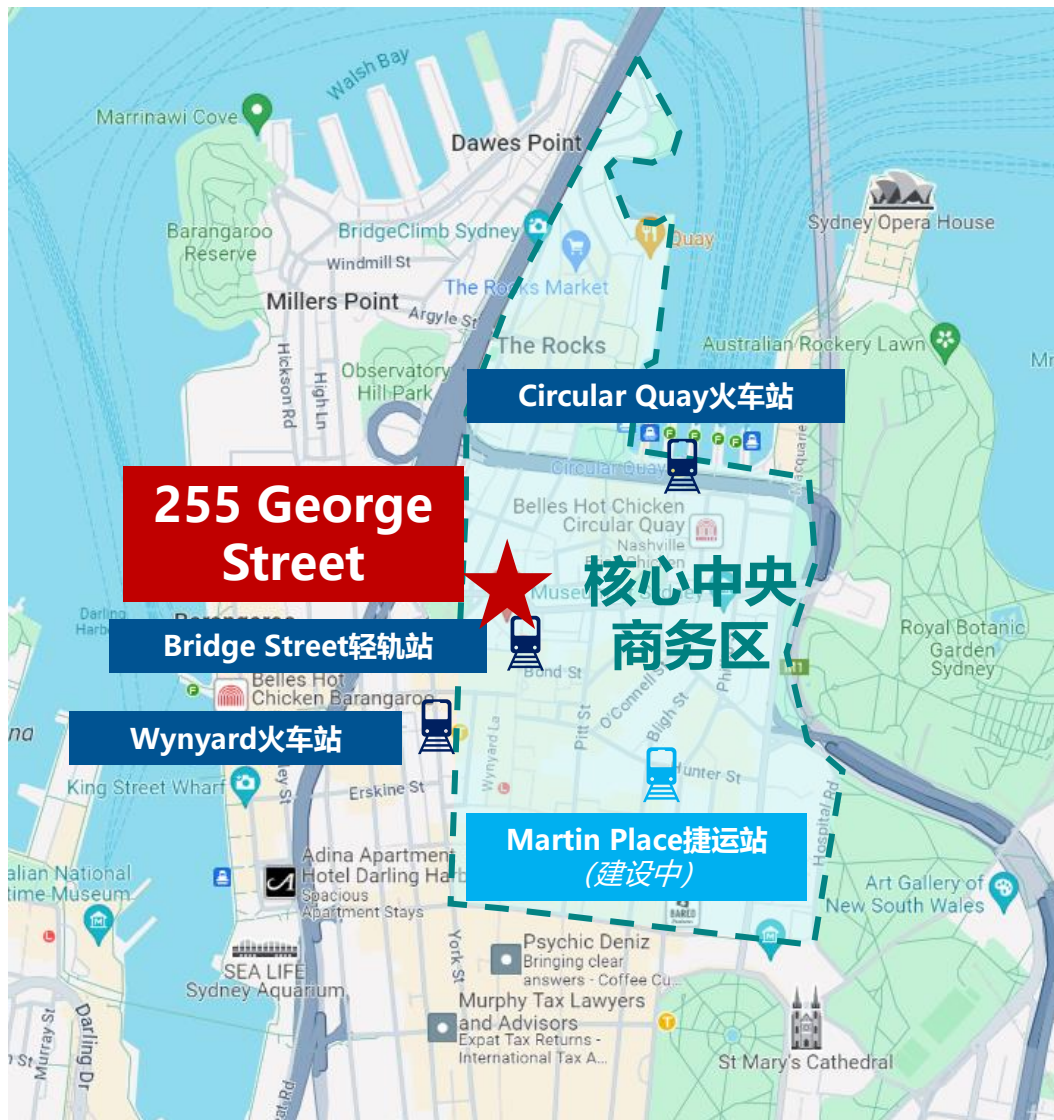 Walsh Bay
Marrinawi Cove
Dawes Point
Sydney Opera House
Barangaroo
Reserve
BridgeClimb Sydney
Quay
Windmill St
The Rocks Market
Millers Point
Argyle St
The Rocks
Australian Rockery Lawn
Hickson Rd
High Ln
Observatory
Hill Park
Circular Quay火车站
Macquarie
Circular Quay
255 George
Street
Belles Hot Chicken
Circular Quay
Nashville
核心中央
商务区
Darling
Bridge Street轻轨站
Royal Botanic
Garden
Sydney
Bond St
M1
Belles Hot
Chicken Barangaroo
O'Connell St
Bligh St
Pitt St
Wynyard火车站
Wynyard La
Hunter St
King Street Wharf
Erskine St
Hospital Rd
Martin Place捷运站
(建设中)
Adina Apartment
Hotel Darling Harb
Spacious
Apartment Stays
alian National
time Museum
Art Gallery of
New South Wales
BARED
York St
Psychic Deniz
Bringing clear
answers - Coffee Cu...
SEA LIFE
Sydney Aquarium
Murphy Tax Lawyers
and Advisors
Expat Tax Returns -
International Tax A...
St Mary's Cathedral
Murray St
Darling Dr